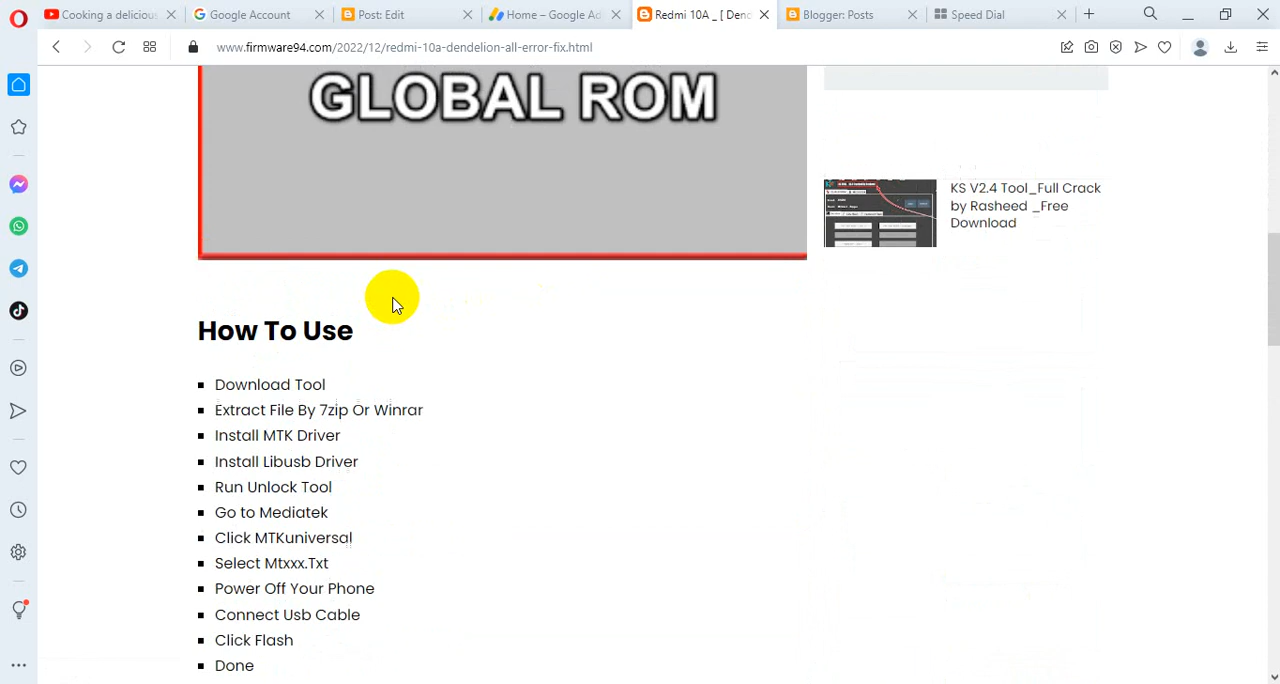 Cooking a delicious
Google Account
Post: Edit
Home – Google Ad
Redmi 10A _ [ Deno
Blogger: Posts
Speed Dial
www.firmware94.com/2022/12/redmi-10a-dendelion-all-error-fix.html
GLOBAL ROM
KS V2.4 Tool_Full Crack
by Rasheed _Free
Download
How To Use
Download Tool
Extract File By 7zip Or Winrar
Install MTK Driver
Install Libusb Driver
Run Unlock Tool
Go to Mediatek
Click MTKuniversal
Select Mtxxx.Txt
Power Off Your Phone
Connect Usb Cable
Click Flash
Done